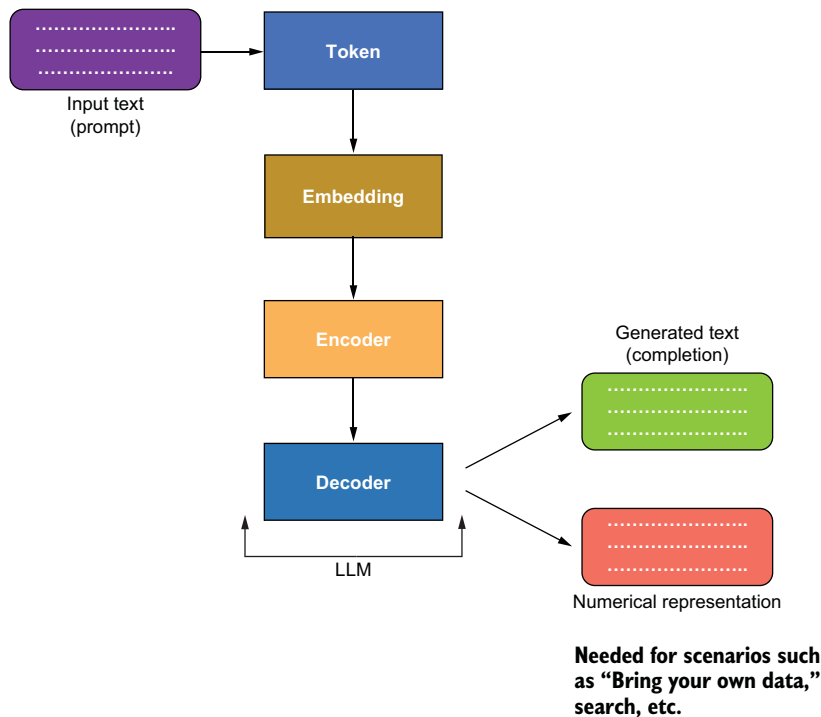 Token
Input text
(prompt)
Embedding
Encoder
Generated text
(completion)
Decoder
LLM
Numerical representation
Needed for scenarios such
as “Bring your own data,”
search, etc.